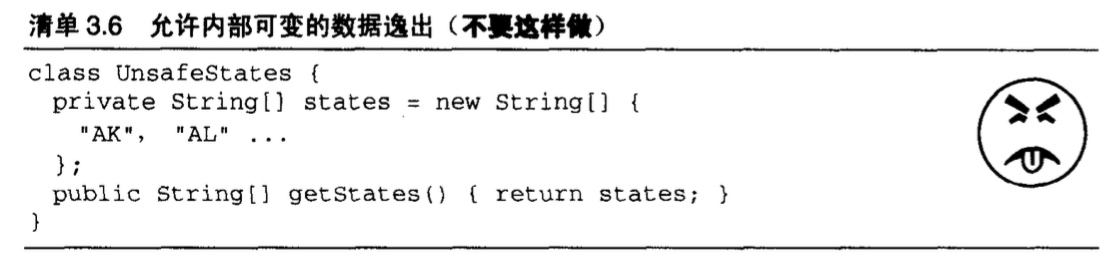 清单 3.6 允许内部可变的数据逸出（不要这样做）
class UnsafeStates {
private String[] states = new String[] {
"AK", "AL" ...
};
public String[] getStates() { return states; }
}